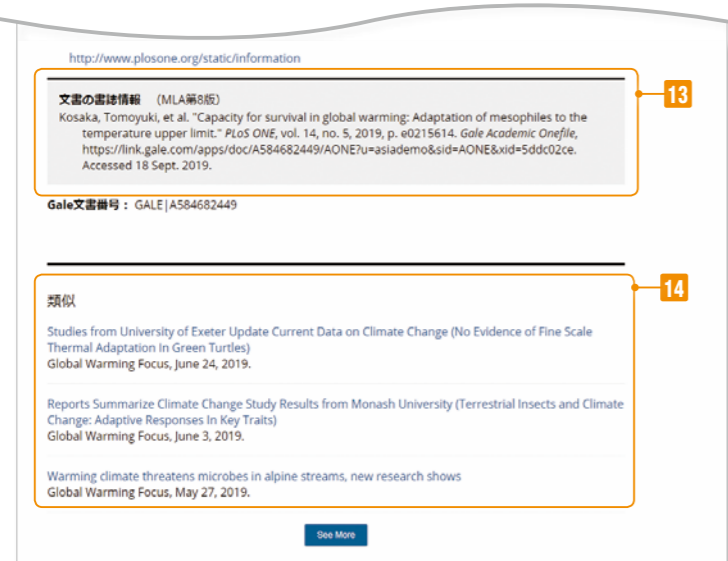 http://www.plosone.org/static/information
13
文書の書誌情報 （MLA第8版）
Kosaka, Tomoyuki, et al. "Capacity for survival in global warming: Adaptation of mesophiles to the
temperature upper limit." PLoS ONE, vol. 14, no. 5, 2019, p. e0215614. Gale Academic Onefile,
https://link.gale.com/apps/doc/A584682449/AONE?u=asiademo&sid=AONE&xid=5ddc02ce.
Accessed 18 Sept. 2019.
Gale文書番号： GALE|A584682449
14
類似
Studies from University of Exeter Update Current Data on Climate Change (No Evidence of Fine Scale
Thermal Adaptation In Green Turtles)
Global Warming Focus, June 24, 2019.
Reports Summarize Climate Change Study Results from Monash University (Terrestrial Insects and Climate
Change: Adaptive Responses In Key Traits)
Global Warming Focus, June 3, 2019.
Warming climate threatens microbes in alpine streams, new research shows
Global Warming Focus, May 27, 2019.
See More